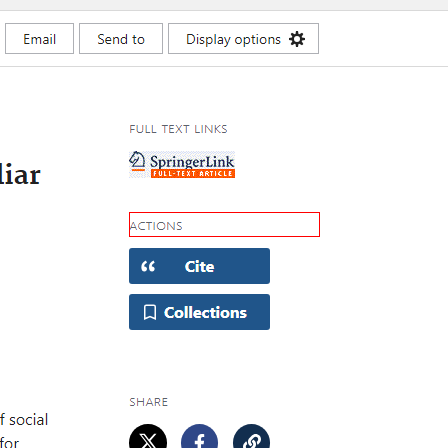 Email
Send to
Display options
FULL TEXT LINKS
SpringerLink
FULL-TEXT ARTICLE
liar
ACTIONS
Cite
Collections
SHARE
f social
for